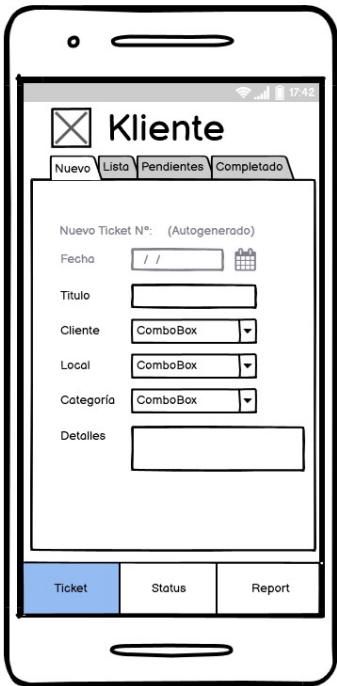 17:42
Kliente
Nuevo Lista Pendientes Completado
Nuevo Ticket Nº: (Autogenerado)
Fecha / /
Titulo
Cliente ComboBox
Local ComboBox
Categoría ComboBox
Detalles
Ticket Status Report